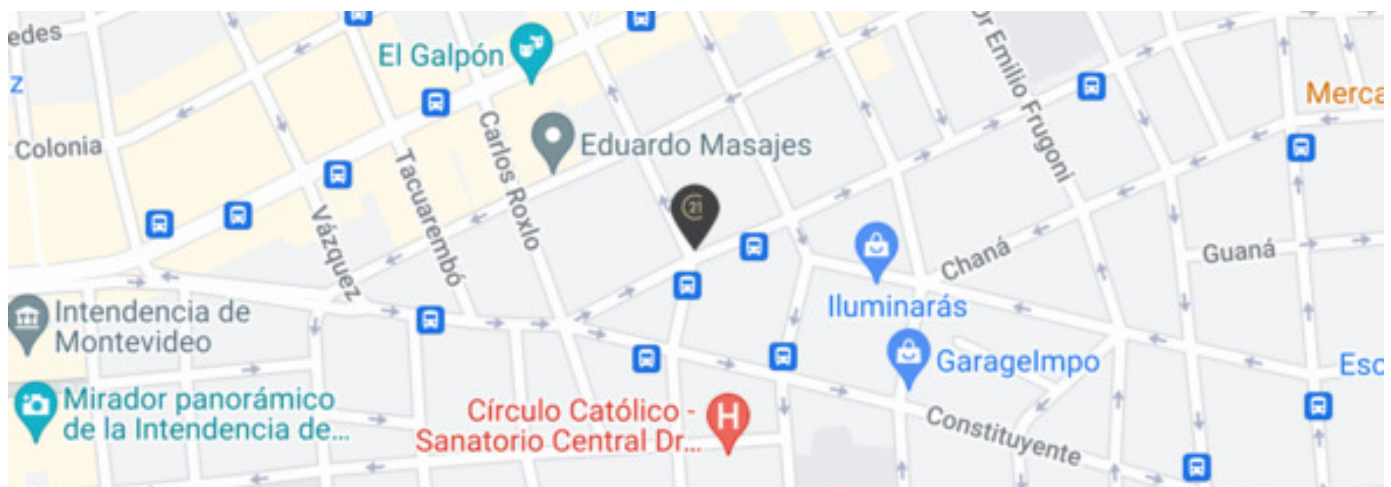 edes
El Galpón
Dr Emilio Frugoni
z
Merca
Colonia
Tacuarembó
Carlos Roxlo
Eduardo Masajes
Vázquez
21
Chaná
Guaná
Intendencia de
Montevideo
Iluminarás
GarageImpo
Esc
Mirador panorámico
de la Intendencia de...
Círculo Católico -
Sanatorio Central Dr...
H
Constituyente